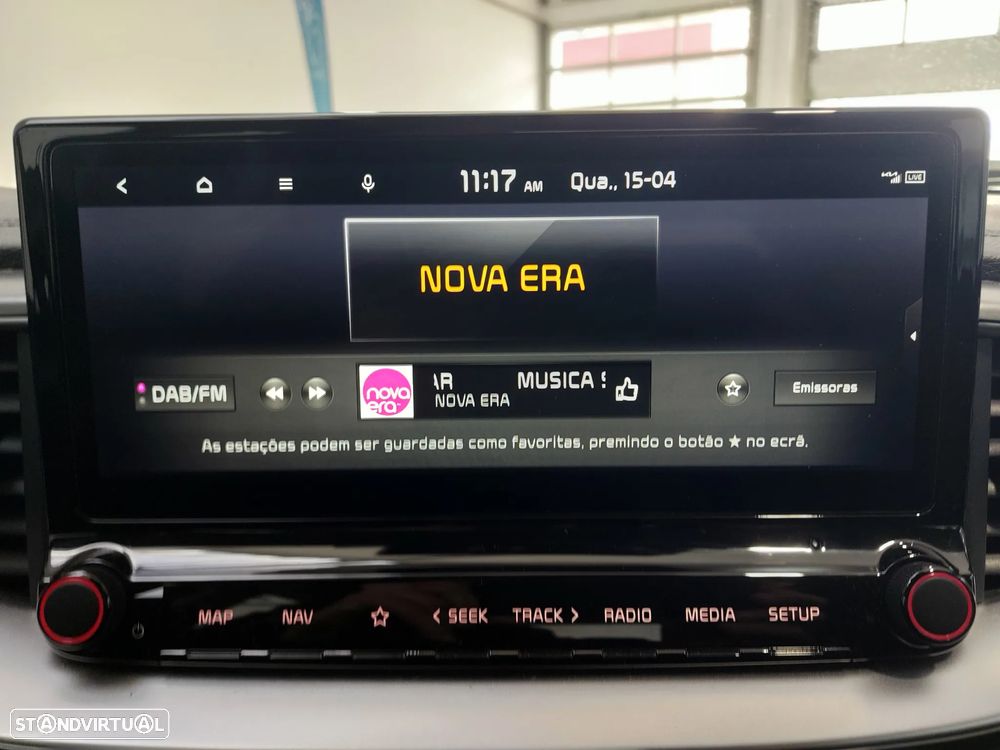 11:17 AM Qua., 15-04
KIA LIVE
NOVA ERA
DAB/FM
nova era
AR MUSICA
NOVA ERA
Emissoras
As estações podem ser guardadas como favoritas, premindo o botão ★ no ecrã.
MAP NAV ☆ < SEEK TRACK > RADIO MEDIA SETUP
STANDVIRTUAL